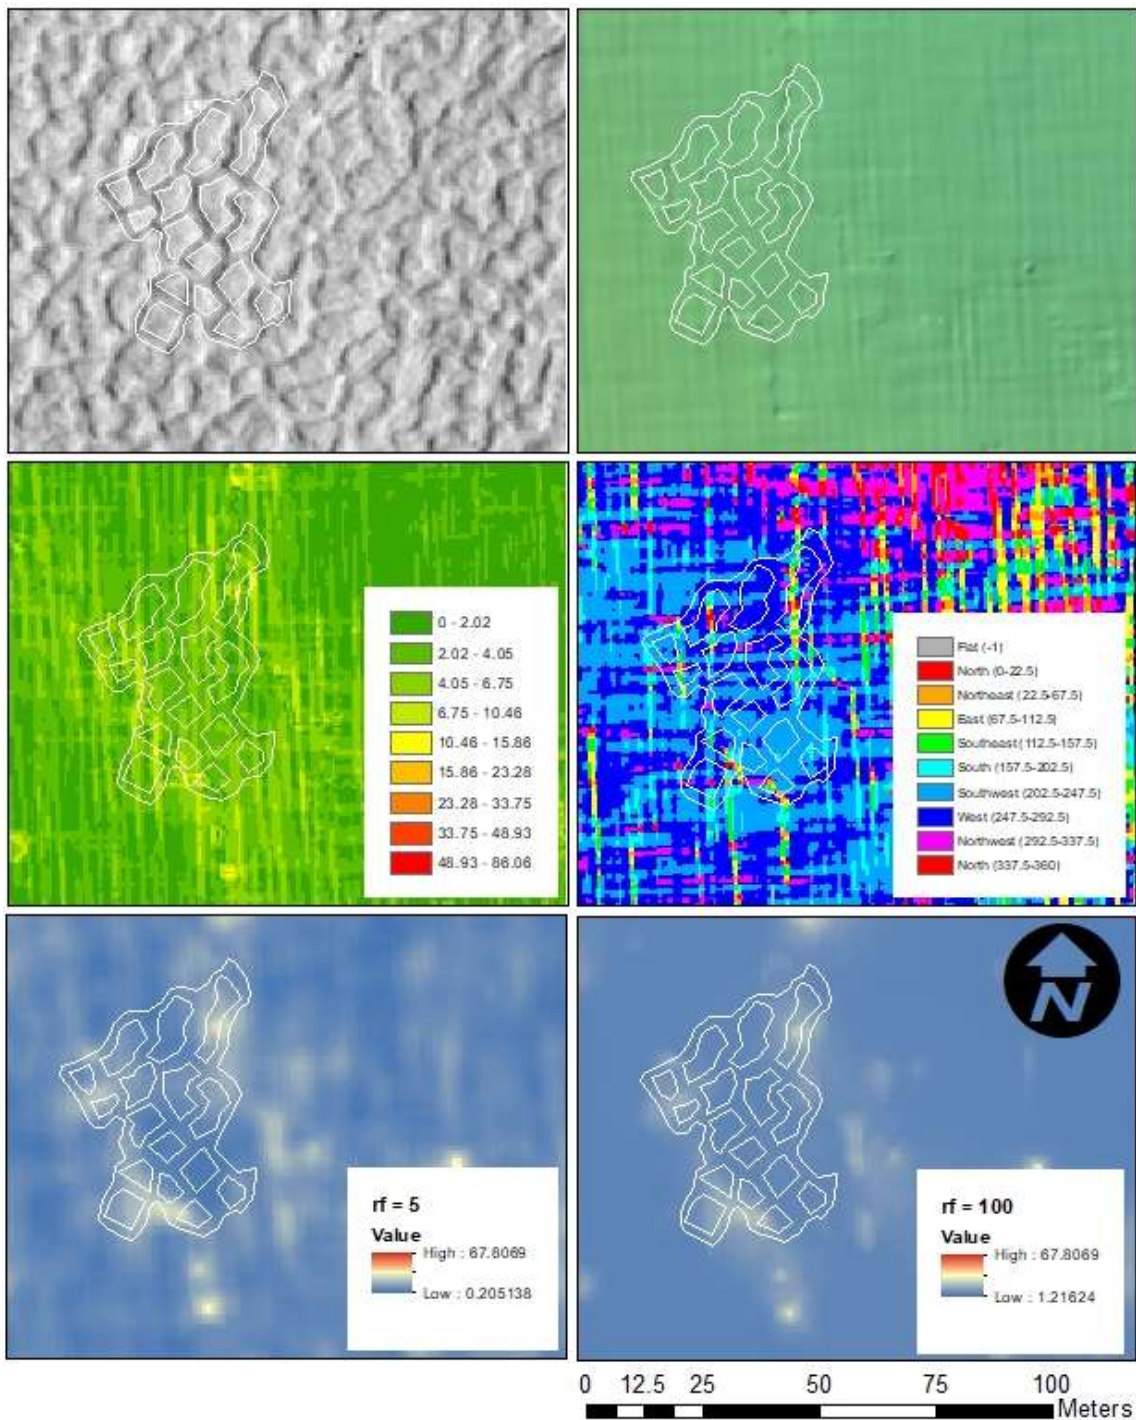 0 - 2.02
2.02 - 4.05
4.05 - 6.75
6.75 - 10.46
10.46 - 15.86
15.86 - 23.28
23.28 - 33.75
33.75 - 48.93
48.93 - 86.06
Flat (-1)
North (0-22.5)
Northeast (22.5-67.5)
East (67.5-112.5)
Southeast (112.5-157.5)
South (157.5-202.5)
Southwest (202.5-247.5)
West (247.5-292.5)
Northwest (292.5-337.5)
North (337.5-360)
rf = 5
Value
High : 67.8069
Low : 0.205138
N
rf = 100
Value
High : 67.8069
Low : 1.21624
0 12.5 25 50 75 100
Meters